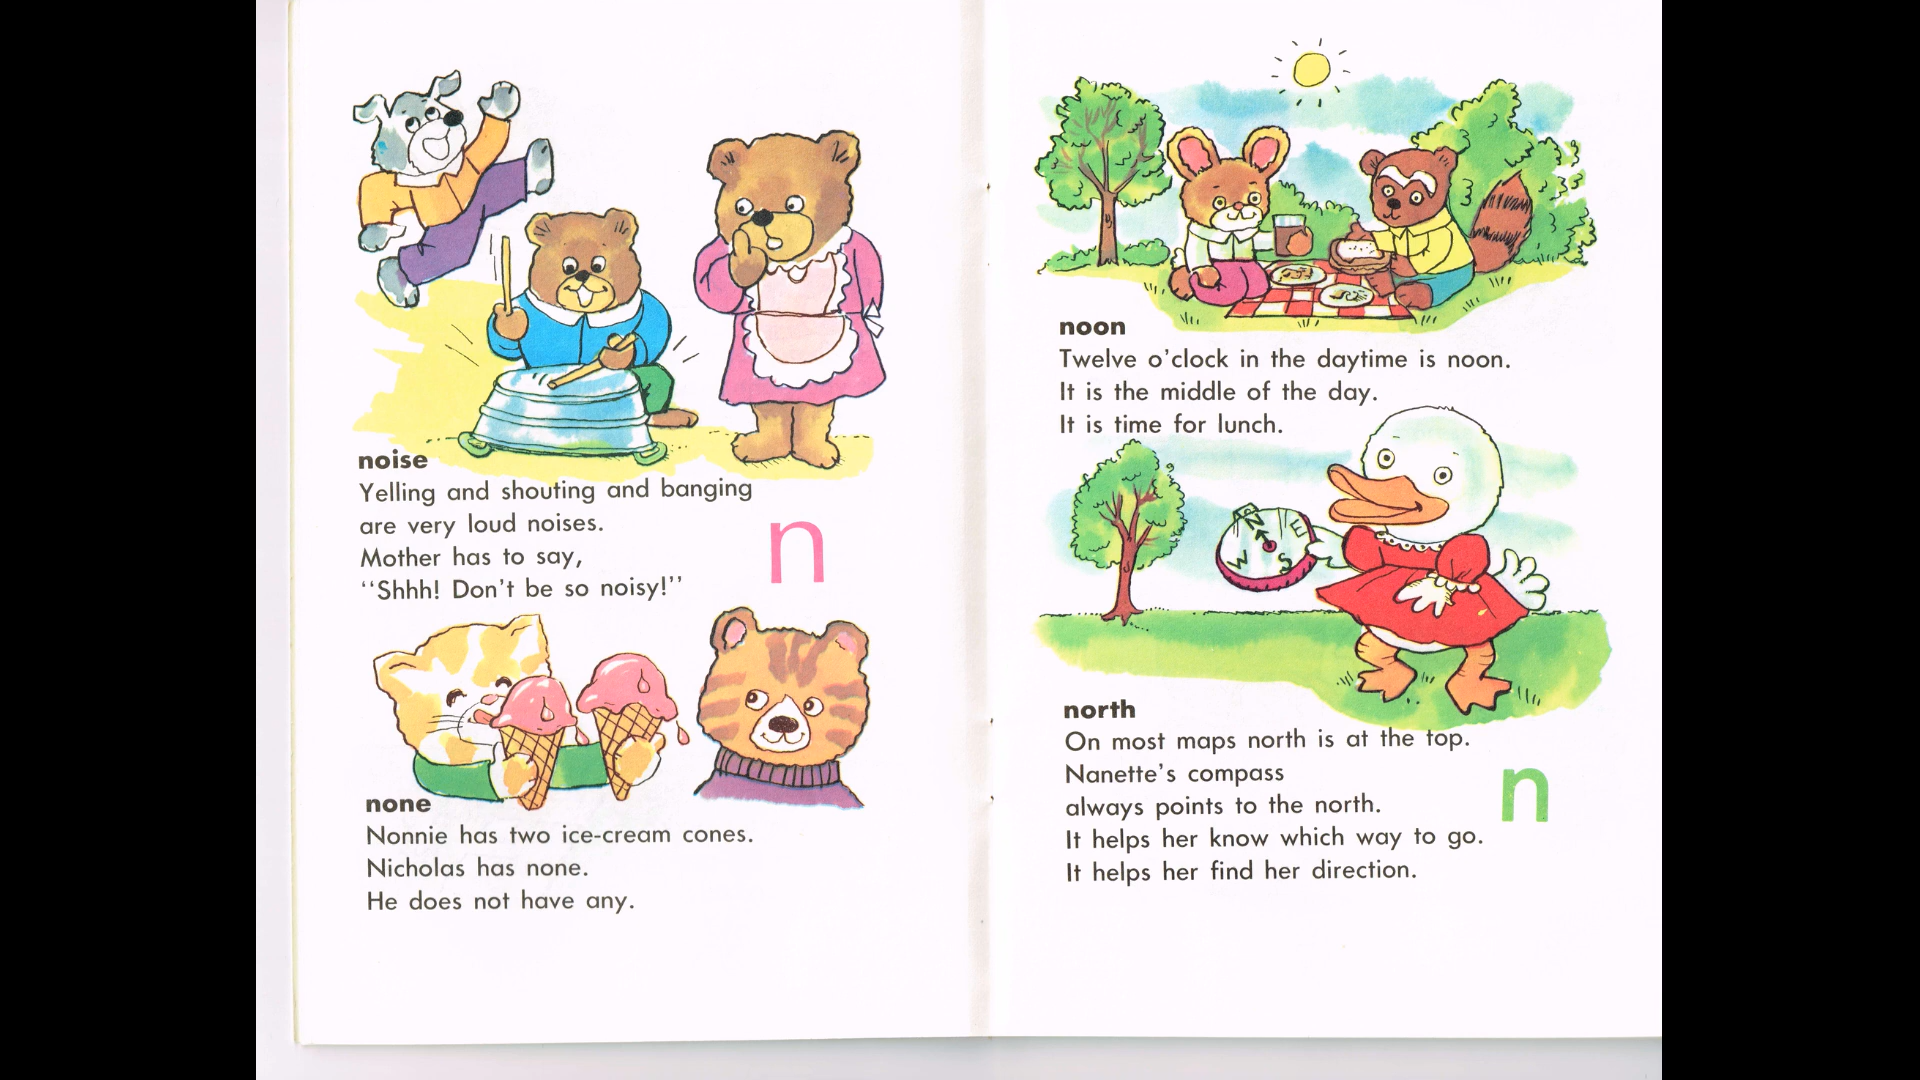 noise
Yelling and shouting and banging
are very loud noises.
Mother has to say,
“Shhh! Don’t be so noisy!”
n
none
Nonnie has two ice-cream cones.
Nicholas has none.
He does not have any.
noon
Twelve o’clock in the daytime is noon.
It is the middle of the day.
It is time for lunch.
N
E
W
S
north
On most maps north is at the top.
Nanette’s compass
always points to the north.
It helps her know which way to go.
It helps her find her direction.
n